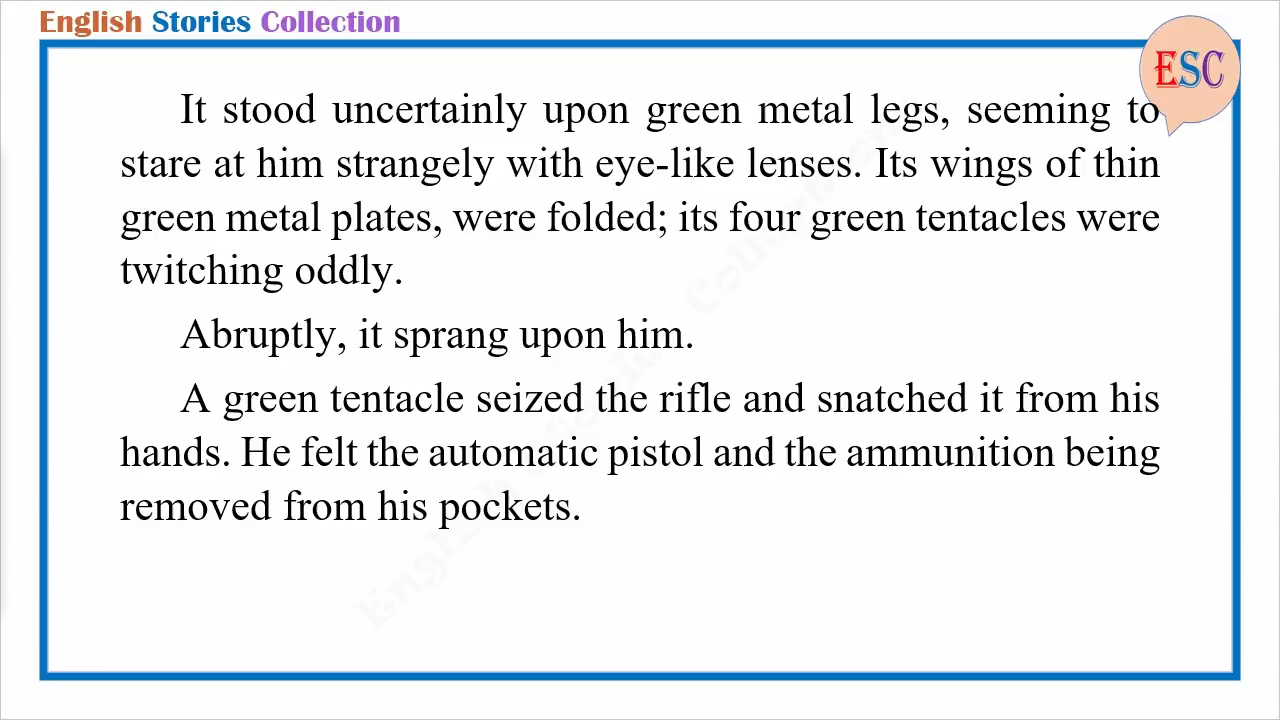 English Stories Collection
ESC
It stood uncertainly upon green metal legs, seeming to
stare at him strangely with eye-like lenses. Its wings of thin
green metal plates, were folded; its four green tentacles were
twitching oddly.
Abruptly, it sprang upon him.
A green tentacle seized the rifle and snatched it from his
hands. He felt the automatic pistol and the ammunition being
removed from his pockets.